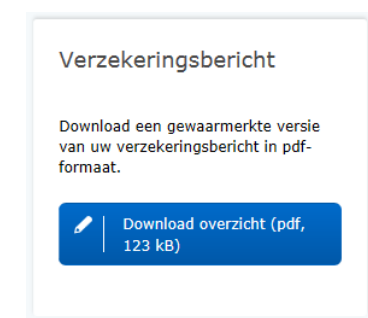 Verzekeringsbericht
Download een gewaarmerkte versie
van uw verzekeringsbericht in pdf-
formaat.
Download overzicht (pdf,
123 kB)